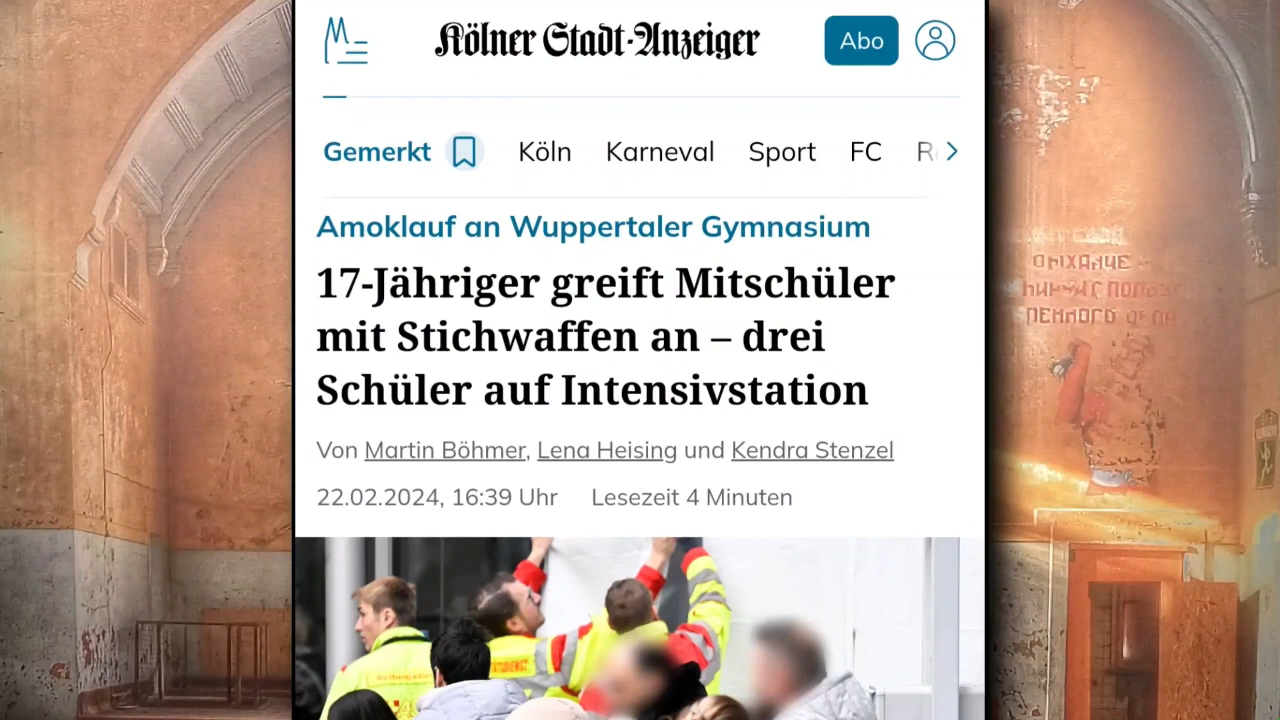 Kölner Stadt-Anzeiger
Abo
Gemerkt Köln Karneval Sport FC
Amoklauf an Wuppertaler Gymnasium
17-Jähriger greift Mitschüler
mit Stichwaffen an – drei
Schüler auf Intensivstation
Von Martin Böhmer, Lena Heising und Kendra Stenzel
22.02.2024, 16:39 Uhr Lesezeit 4 Minuten